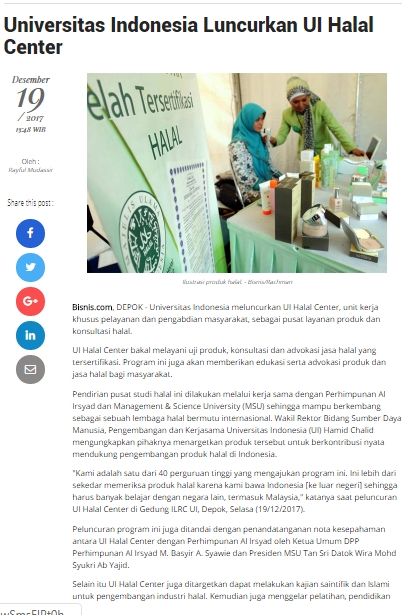 Universitas Indonesia Luncurkan UI Halal
Center
Desember
19
/ 2017
15:48 WIB
Oleh :
Rayful Mudassir
Share this post :
elah Tersertifikasi
HALAL
MAJELIS ULAMA
Ilustrasi produk halal. - Bisnis/Rachman
Bisnis.com, DEPOK - Universitas Indonesia meluncurkan UI Halal Center, unit kerja
khusus pelayanan dan pengabdian masyarakat, sebagai pusat layanan produk dan
konsultasi halal.
UI Halal Center bakal melayani uji produk, konsultasi dan advokasi jasa halal yang
tersertifikasi. Program ini juga akan memberikan edukasi serta advokasi produk dan
jasa halal bagi masyarakat.
Pendirian pusat studi halal ini dilakukan melalui kerja sama dengan Perhimpunan Al
Irsyad dan Management & Science University (MSU) sehingga mampu berkembang
sebagai sebuah lembaga halal bermutu internasional. Wakil Rektor Bidang Sumber Daya
Manusia, Pengembangan dan Kerjasama Universitas Indonesia (UI) Hamid Chalid
mengungkapkan pihaknya menargetkan produk tersebut untuk berkontribusi nyata
mendukung pengembangan produk halal di Indonesia.
"Kami adalah satu dari 40 perguruan tinggi yang mengajukan program ini. Ini lebih dari
sekedar memeriksa produk halal karena kami bawa Indonesia [ke luar negeri] sehingga
harus banyak belajar dengan negara lain, termasuk Malaysia," katanya saat peluncuran
UI Halal Center di Gedung ILRC UI, Depok, Selasa (19/12/2017).
Peluncuran program ini juga ditandai dengan penandatanganan nota kesepahaman
antara UI Halal Center dengan Perhimpunan Al Irsyad oleh Ketua Umum DPP
Perhimpunan Al Irsyad M. Basyir A. Syawie dan Presiden MSU Tan Sri Datok Wira Mohd
Syukri Ab Yajid.
Selain itu UI Halal Center juga ditargetkan dapat melakukan kajian saintifik dan Islami
untuk pengembangan industri halal. Kemudian juga menggelar pelatihan, pendidikan